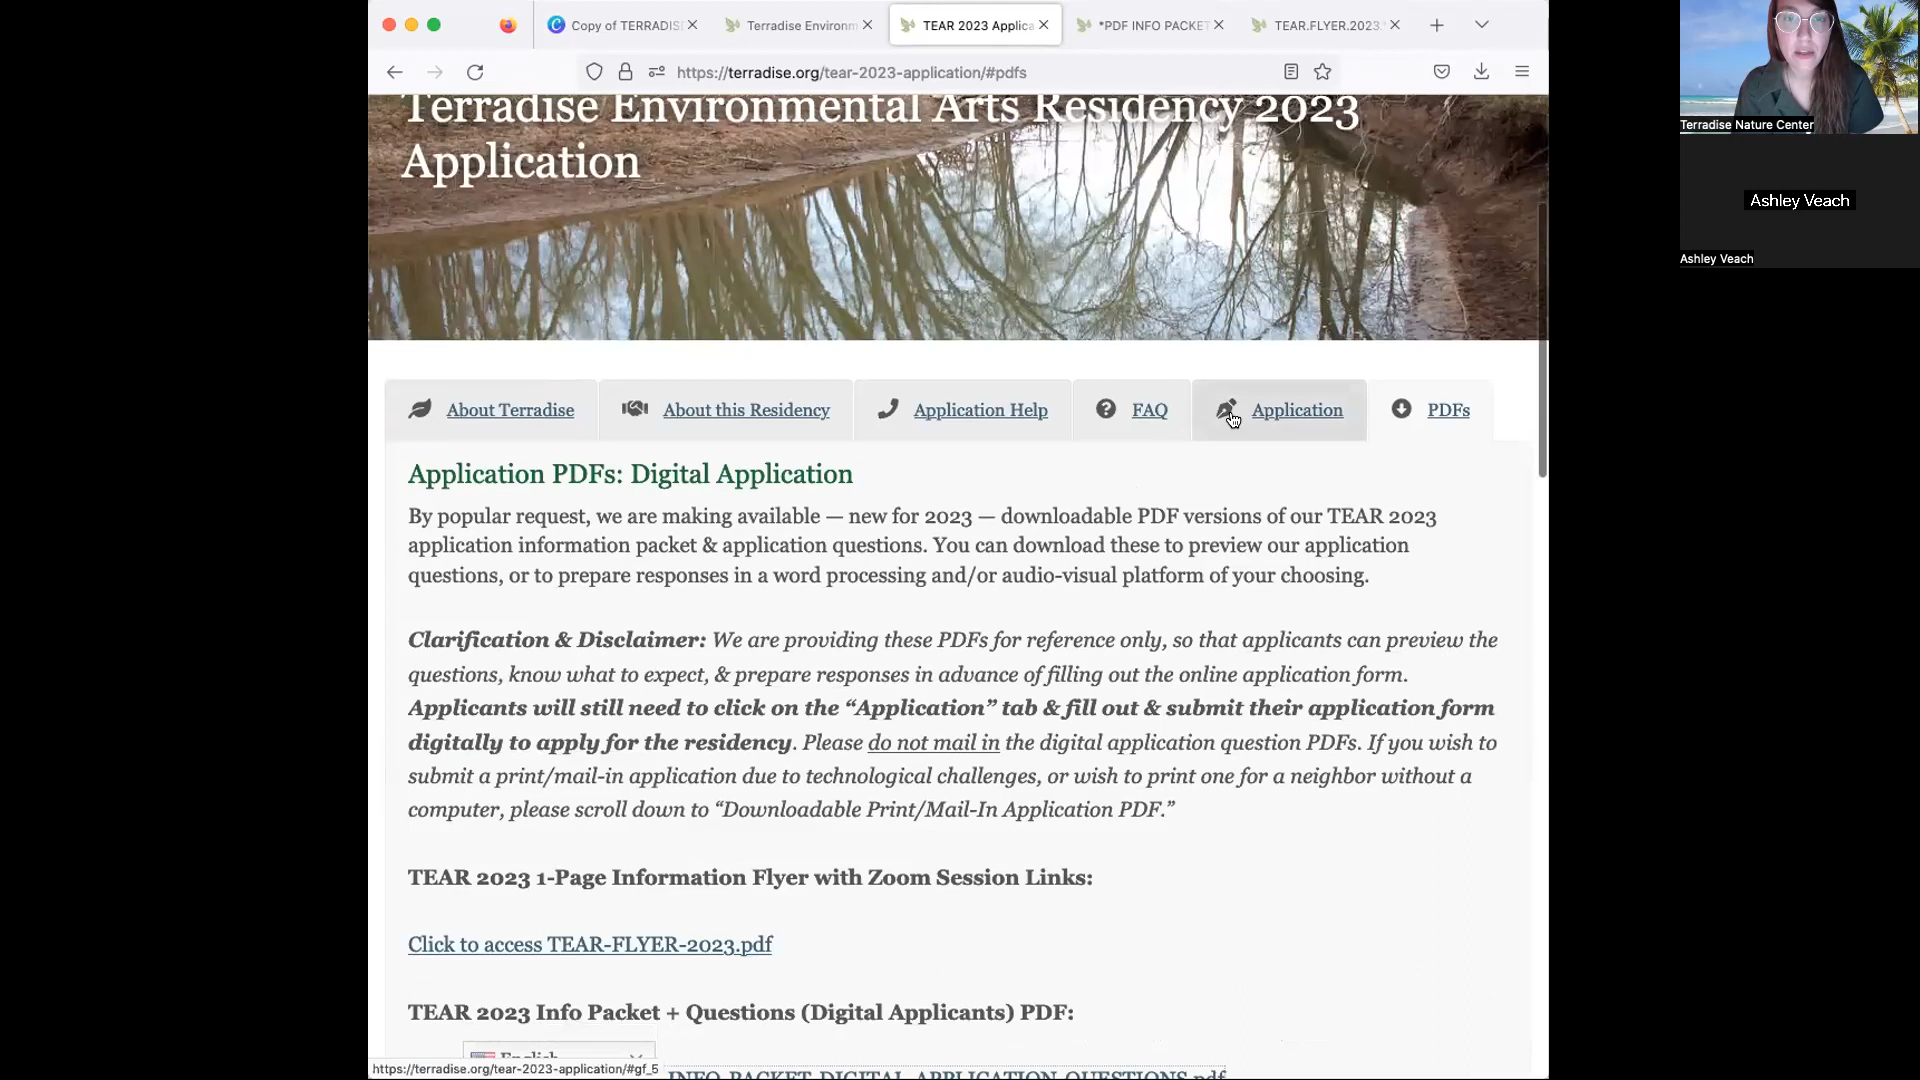 Copy of TERRADIS
Terradise Environm
TEAR 2023 Applica
*PDF INFO PACKET
TEAR.FLYER.2023.
https://terradise.org/tear-2023-application/#pdfs
Terradise Environmental Arts Residency 2023
Application
About Terradise
About this Residency
Application Help
FAQ
Application
PDFs
Application PDFs: Digital Application
By popular request, we are making available — new for 2023 — downloadable PDF versions of our TEAR 2023
application information packet & application questions. You can download these to preview our application
questions, or to prepare responses in a word processing and/or audio-visual platform of your choosing.
Clarification & Disclaimer: We are providing these PDFs for reference only, so that applicants can preview the
questions, know what to expect, & prepare responses in advance of filling out the online application form.
Applicants will still need to click on the “Application” tab & fill out & submit their application form
digitally to apply for the residency. Please do not mail in the digital application question PDFs. If you wish to
submit a print/mail-in application due to technological challenges, or wish to print one for a neighbor without a
computer, please scroll down to “Downloadable Print/Mail-In Application PDF.”
TEAR 2023 1-Page Information Flyer with Zoom Session Links:
Click to access TEAR-FLYER-2023.pdf
TEAR 2023 Info Packet + Questions (Digital Applicants) PDF:
English
https://terradise.org/tear-2023-application/#gf_5
INFO-PACKET-DIGITAL-APPLICATION-QUESTIONS.pdf
Terradise Nature Center
Ashley Veach
Ashley Veach